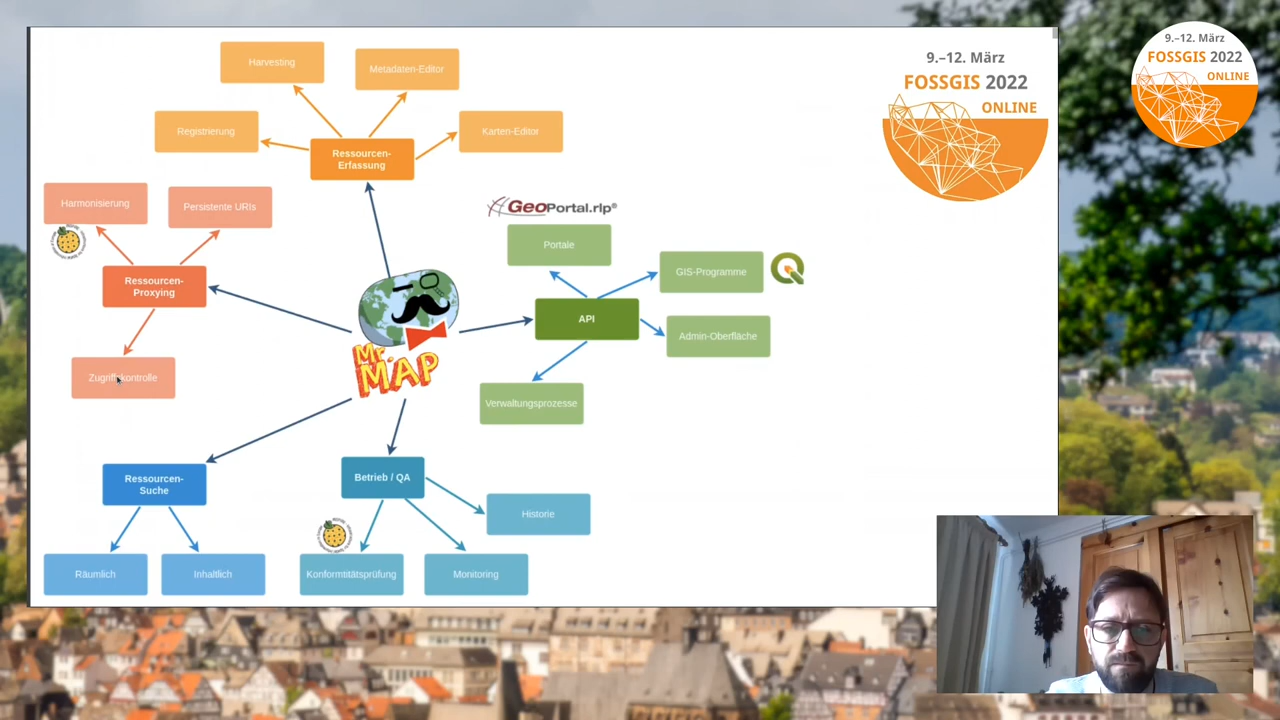 Harvesting
Metadaten-Editor
Registrierung
Ressourcen-
Erfassung
Karten-Editor
9.–12. März
FOSSGIS 2022
ONLINE
9.–12. März
FOSSGIS 2022
ONLINE
Harmonisierung
Persistente URIs
Ressourcen-
Proxying
Zugriffskontrolle
GEOPORTAL.rlp®
Portale
GIS-Programme
API
Admin-Oberfläche
Verwaltungsprozesse
Mr.
MAP
Ressourcen-
Suche
Räumlich
Inhaltlich
Betrieb / QA
Historie
Konformtitätsprüfung
Monitoring